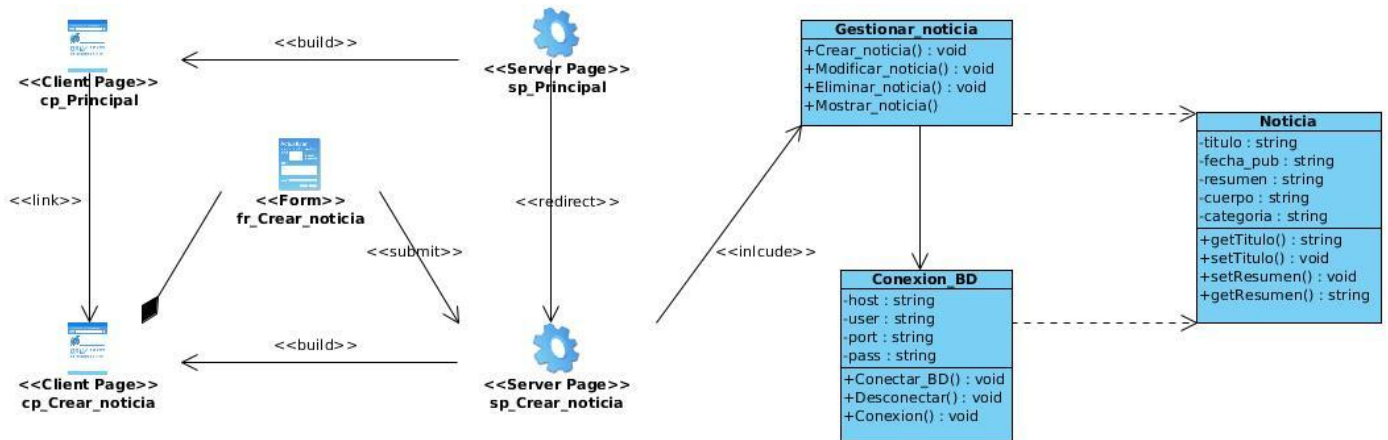 <<Client Page>>
cp_Principal
<<build>>
<<Server Page>>
sp_Principal
<<link>>
<<Form>>
fr_Crear_noticia
<<submit>>
<<redirect>>
<<Client Page>>
cp_Crear_noticia
<<build>>
<<Server Page>>
sp_Crear_noticia
<<inlcude>>
Gestionar_noticia
+Crear_noticia() : void
+Modificar_noticia() : void
+Eliminar_noticia() : void
+Mostrar_noticia()
Conexion_BD
-host : string
-user : string
-port : string
-pass : string
+Conectar_BD() : void
+Desconectar() : void
+Conexion() : void
Noticia
-titulo : string
-fecha_pub : string
-resumen : string
-cuerpo : string
-categoria : string
+getTitulo() : string
+setTitulo() : void
+setResumen() : void
+getResumen() : string